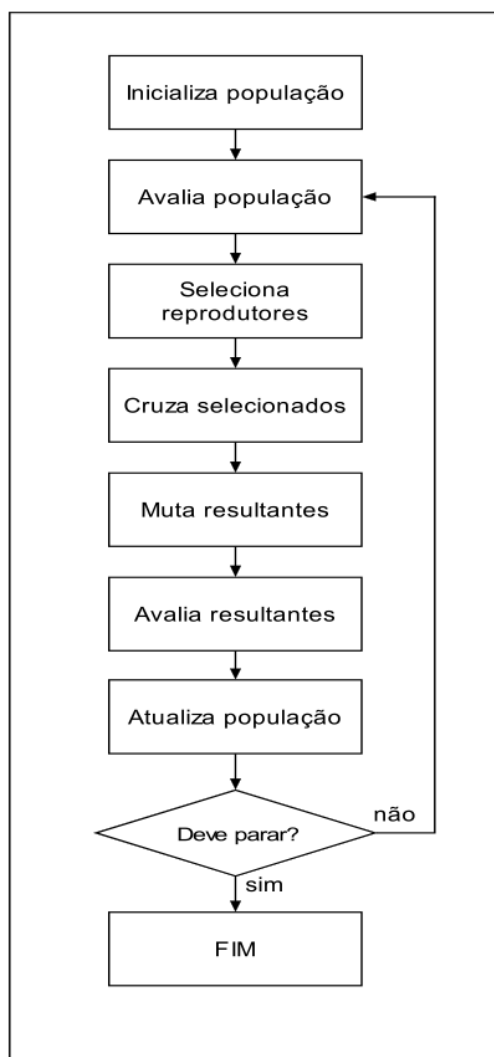 Inicializa população
Avalia população
Seleciona
reprodutores
Cruza selecionados
Muta resultantes
Avalia resultantes
Atualiza população
Deve parar?
não
sim
FIM